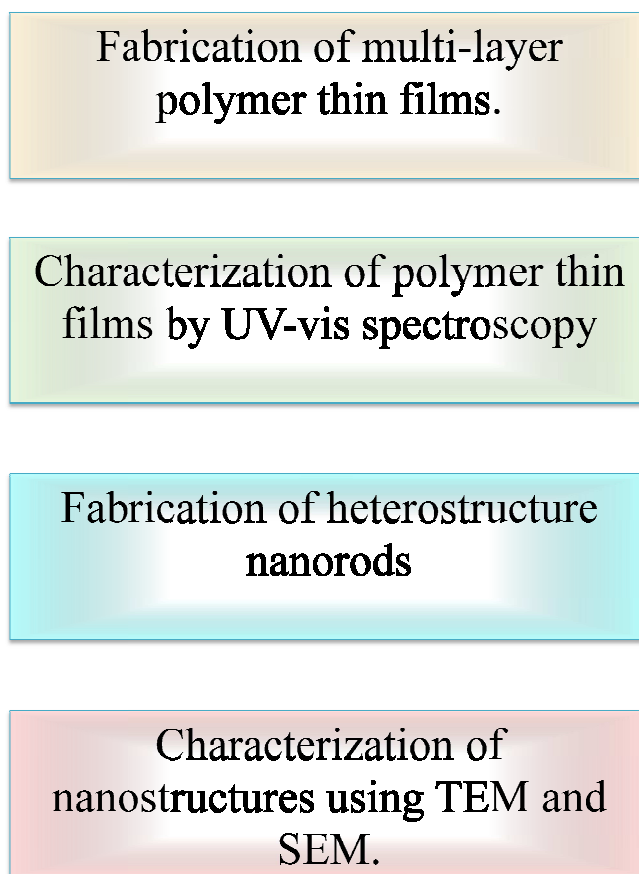 Fabrication of multi-layer
polymer thin films.
Characterization of polymer thin
films by UV-vis spectroscopy
Fabrication of heterostructure
nanorods
Characterization of
nanostructures using TEM and
SEM.